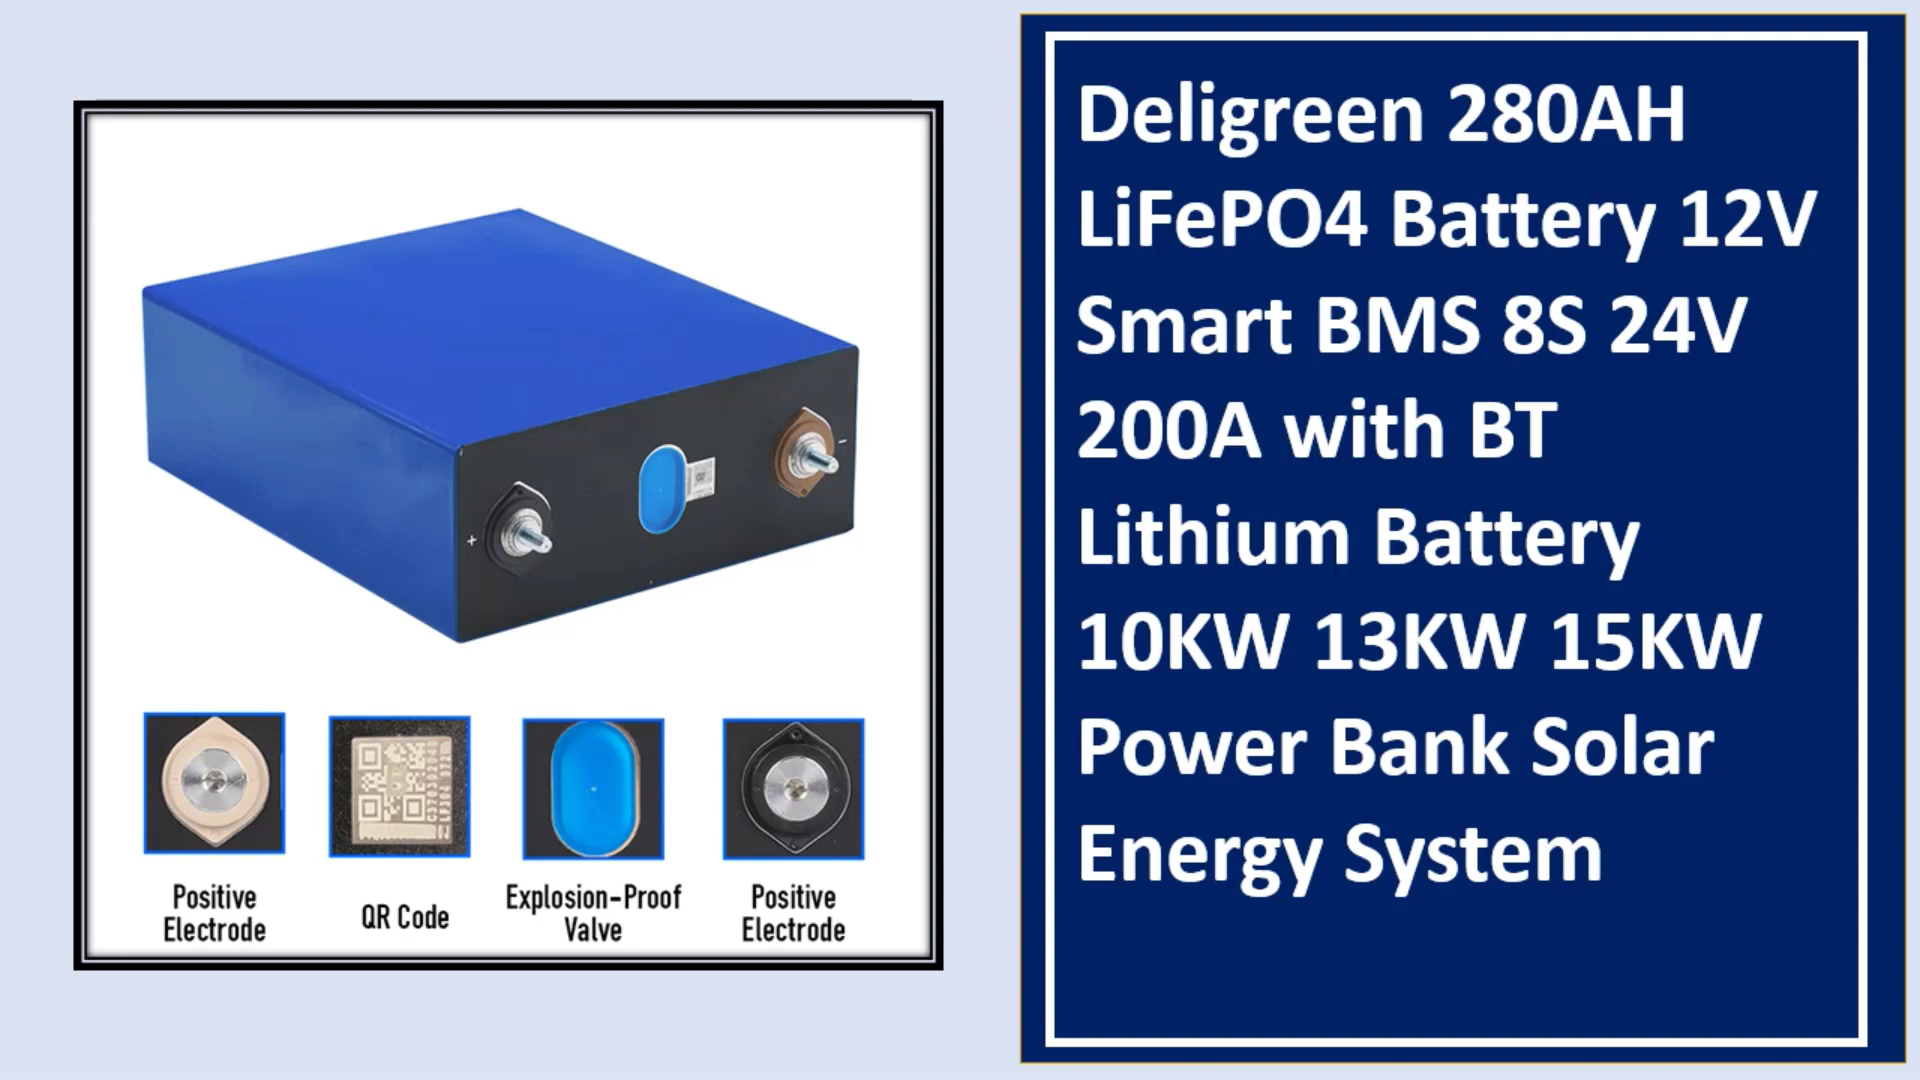 Deligreen 280AH
LiFePO4 Battery 12V
Smart BMS 8S 24V
200A with BT
Lithium Battery
10KW 13KW 15KW
Power Bank Solar
Energy System
+
-
Positive
Electrode
QR Code
Explosion-Proof
Valve
Positive
Electrode